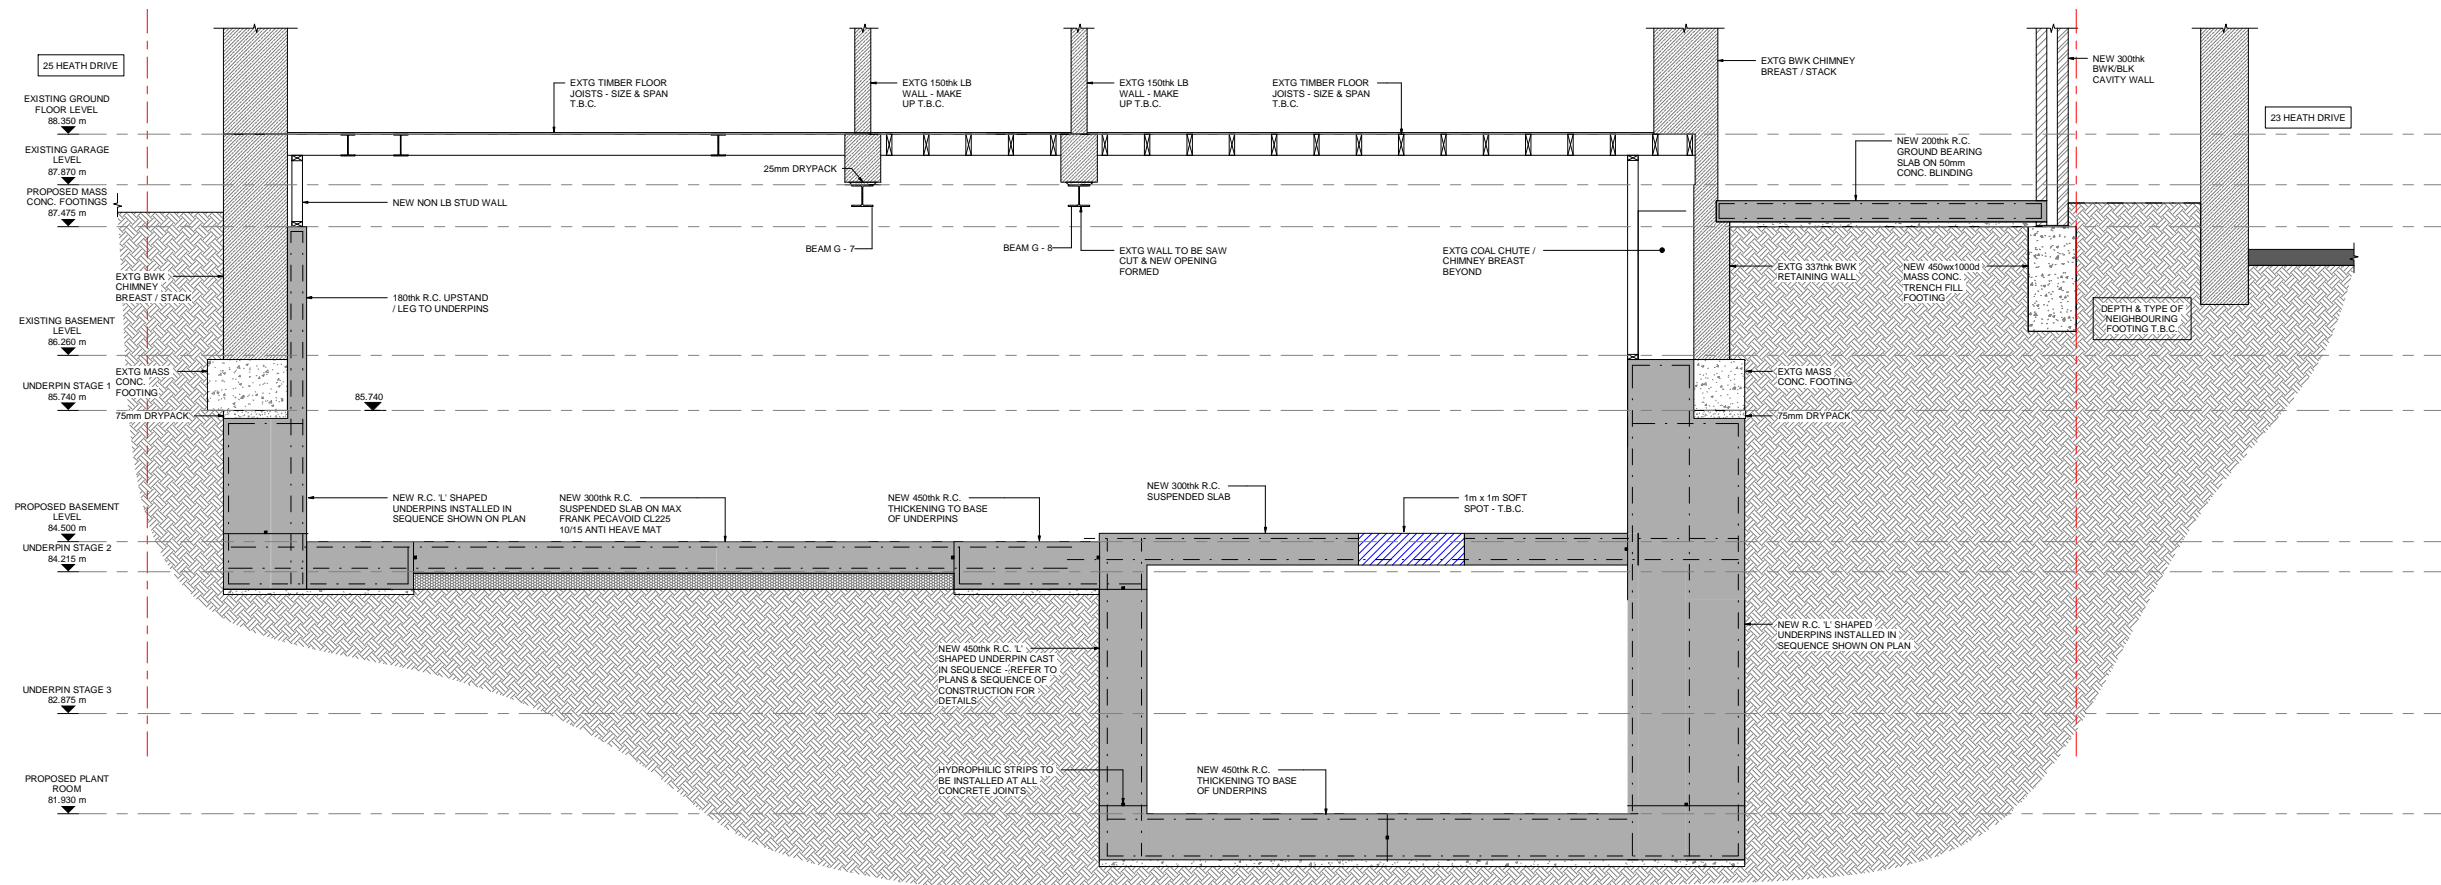 25 HEATH DRIVE
EXISTING GROUND
FLOOR LEVEL
88.350 m
EXISTING GARAGE
LEVEL
87.870 m
PROPOSED MASS
CONC. FOOTINGS
87.475 m
EXTG BWK
CHIMNEY
BREAST / STACK
EXISTING BASEMENT
LEVEL
86.260 m
EXTG MASS
CONC.
FOOTING
UNDERPIN STAGE 1
85.740 m
75mm DRYPACK
PROPOSED BASEMENT
LEVEL
84.500 m
UNDERPIN STAGE 2
84.215 m
UNDERPIN STAGE 3
82.875 m
PROPOSED PLANT
ROOM
81.930 m
EXTG TIMBER FLOOR
JOISTS - SIZE & SPAN
T.B.C.
EXTG 150thk LB
WALL - MAKE
UP T.B.C.
EXTG 150thk LB
WALL - MAKE
UP T.B.C.
EXTG TIMBER FLOOR
JOISTS - SIZE & SPAN
T.B.C.
EXTG BWK CHIMNEY
BREAST / STACK
NEW 300thk
BWK/BLK
CAVITY WALL
23 HEATH DRIVE
NEW 200thk R.C.
GROUND BEARING
SLAB ON 50mm
CONC. BLINDING
25mm DRYPACK
NEW NON LB STUD WALL
BEAM G - 7
BEAM G - 8
EXTG WALL TO BE SAW
CUT & NEW OPENING
FORMED
EXTG COAL CHUTE /
CHIMNEY BREAST
BEYOND
EXTG 337thk BWK
RETAINING WALL
NEW 450wx1000d
MASS CONC.
TRENCH FILL
FOOTING
DEPTH & TYPE OF
NEIGHBOURING
FOOTING T.B.C.
180thk R.C. UPSTAND
/ LEG TO UNDERPINS
85.740
EXTG MASS
CONC. FOOTING
75mm DRYPACK
NEW R.C. 'L' SHAPED
UNDERPINS INSTALLED IN
SEQUENCE SHOWN ON PLAN
NEW 300thk R.C.
SUSPENDED SLAB ON MAX
FRANK PECAVOID CL225
10/15 ANTI HEAVE MAT
NEW 450thk R.C.
THICKENING TO BASE
OF UNDERPINS
NEW 300thk R.C.
SUSPENDED SLAB
1m x 1m SOFT
SPOT - T.B.C.
NEW R.C. 'L' SHAPED
UNDERPINS INSTALLED IN
SEQUENCE SHOWN ON PLAN
NEW 450thk R.C. 'L'
SHAPED UNDERPIN CAST
IN SEQUENCE - REFER TO
PLANS & SEQUENCE OF
CONSTRUCTION FOR
DETAILS
HYDROPHILIC STRIPS TO
BE INSTALLED AT ALL
CONCRETE JOINTS
NEW 450thk R.C.
THICKENING TO BASE
OF UNDERPINS